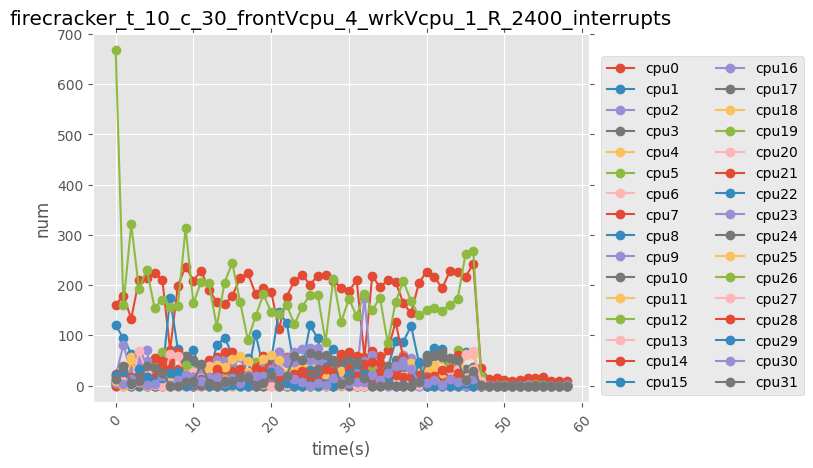 firecracker_t_10_c_30_frontVcpu_4_wrkVcpu_1_R_2400_interrupts
700
600
500
400
300
200
100
0
num
0
10
20
30
40
50
60
time(s)
cpu0
cpu1
cpu2
cpu3
cpu4
cpu5
cpu6
cpu7
cpu8
cpu9
cpu10
cpu11
cpu12
cpu13
cpu14
cpu15
cpu16
cpu17
cpu18
cpu19
cpu20
cpu21
cpu22
cpu23
cpu24
cpu25
cpu26
cpu27
cpu28
cpu29
cpu30
cpu31